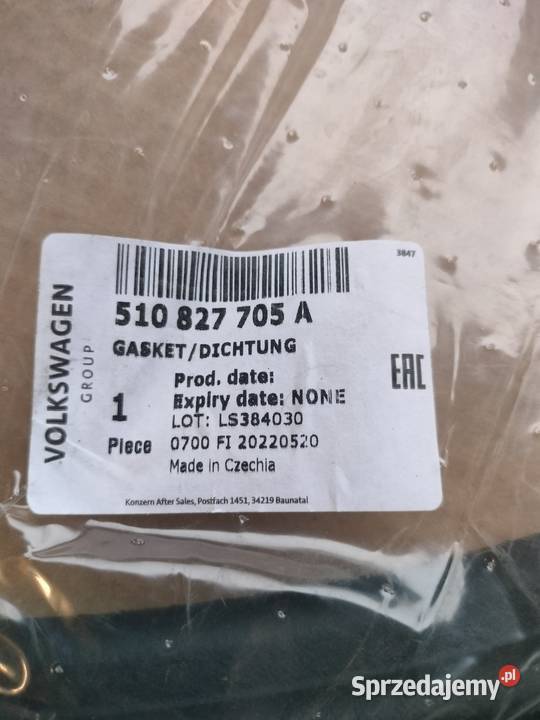 3847
510 827 705 A
GASKET/DICHTUNG
VOLKSWAGEN
GROUP
EAC
Prod. date:
Expiry date: NONE
1
LOT: LS384030
Piece 0700 FI 20220520
Made in Czechia
Konzern After Sales, Postfach 1451, 34219 Baunatal
Sprzedajemy.pl